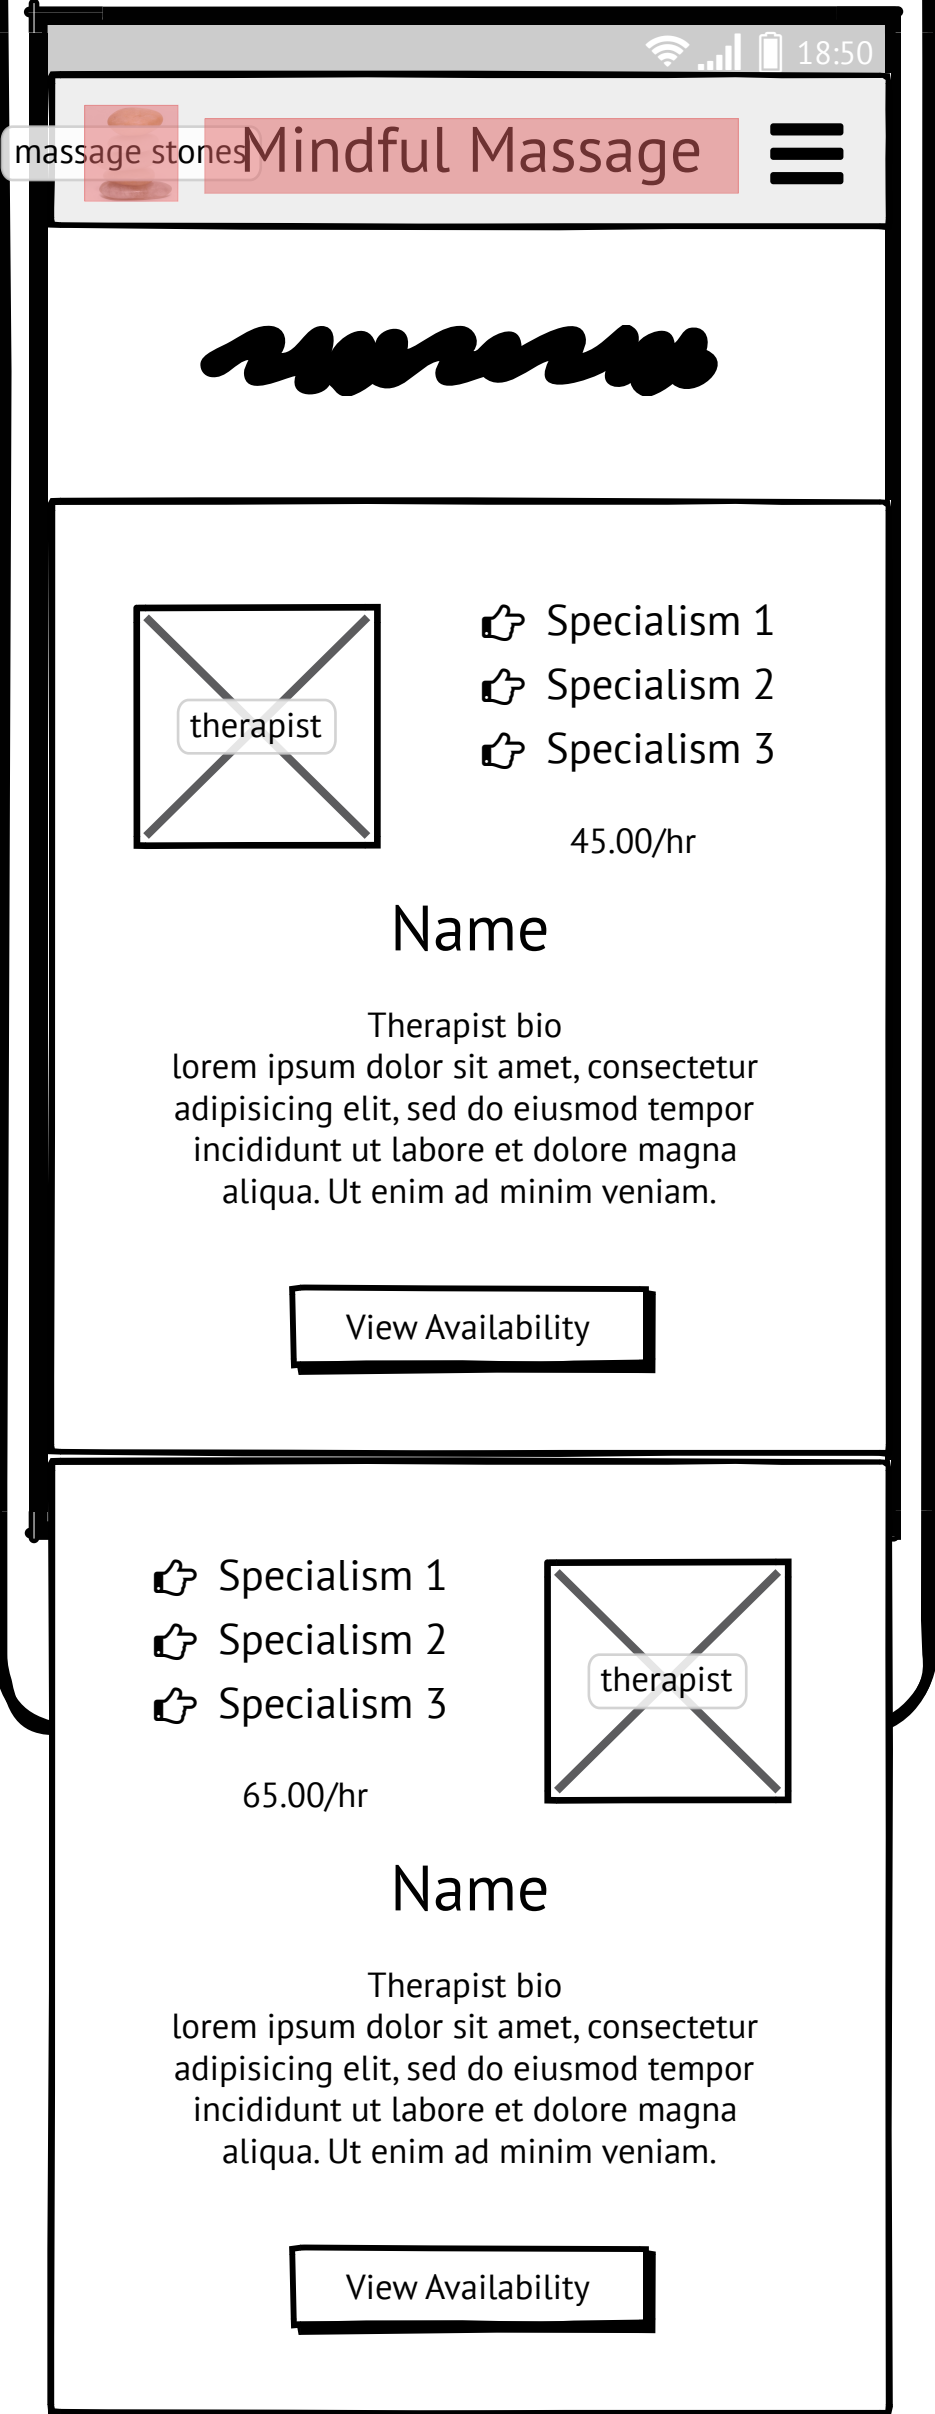 18:50
massage stones
Mindful Massage
Specialism 1
Specialism 2
therapist
Specialism 3
45.00/hr
Name
Therapist bio
lorem ipsum dolor sit amet, consectetur
adipisicing elit, sed do eiusmod tempor
incididunt ut labore et dolore magna
aliqua. Ut enim ad minim veniam.
View Availability
Specialism 1
Specialism 2
therapist
Specialism 3
65.00/hr
Name
Therapist bio
lorem ipsum dolor sit amet, consectetur
adipisicing elit, sed do eiusmod tempor
incididunt ut labore et dolore magna
aliqua. Ut enim ad minim veniam.
View Availability